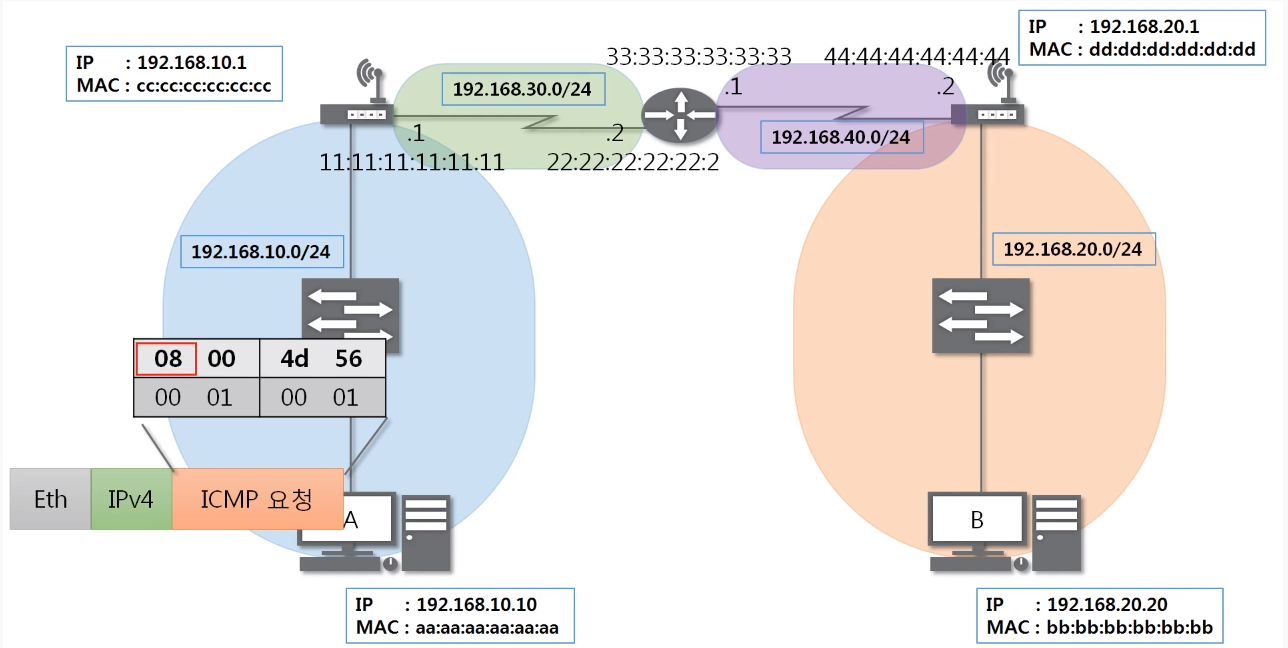 IP : 192.168.10.1
MAC : cc:cc:cc:cc:cc:cc
IP : 192.168.20.1
MAC : dd:dd:dd:dd:dd:dd
33:33:33:33:33:33
44:44:44:44:44:44
192.168.30.0/24
.1
.2
192.168.40.0/24
.1
.2
11:11:11:11:11:11
22:22:22:22:22:2
192.168.10.0/24
192.168.20.0/24
08 00 4d 56
00 01 00 01
Eth IPv4 ICMP 요청
A
B
IP : 192.168.10.10
MAC : aa:aa:aa:aa:aa:aa
IP : 192.168.20.20
MAC : bb:bb:bb:bb:bb:bb